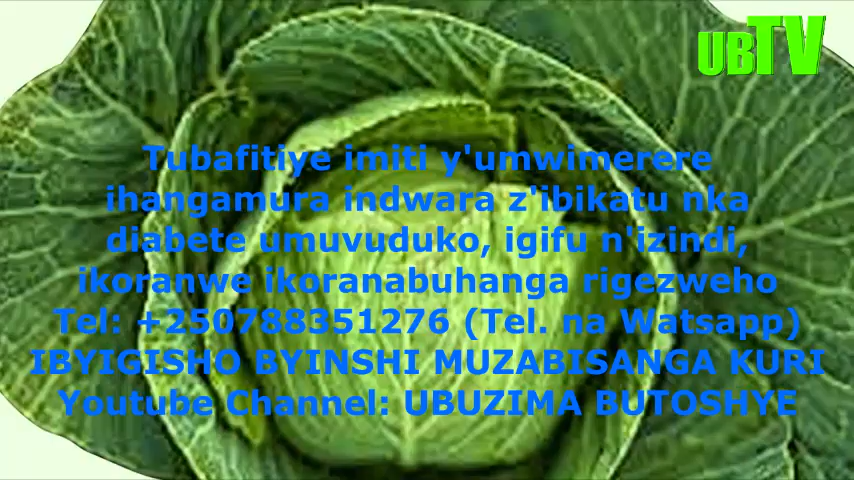 UBTV
Tubafitiye imiti y'umwimerere
ihangamura indwara z'ibikatu nka
diabete umuvuduko, igifu n'izindi,
ikoranwe ikoranabuhanga rigezweho
Tel: +250788351276 (Tel. na Watsapp)
IBYIGISHO BYINSHI MUZABISANGA KURI
Youtube Channel: UBUZIMA BUTOSHYE